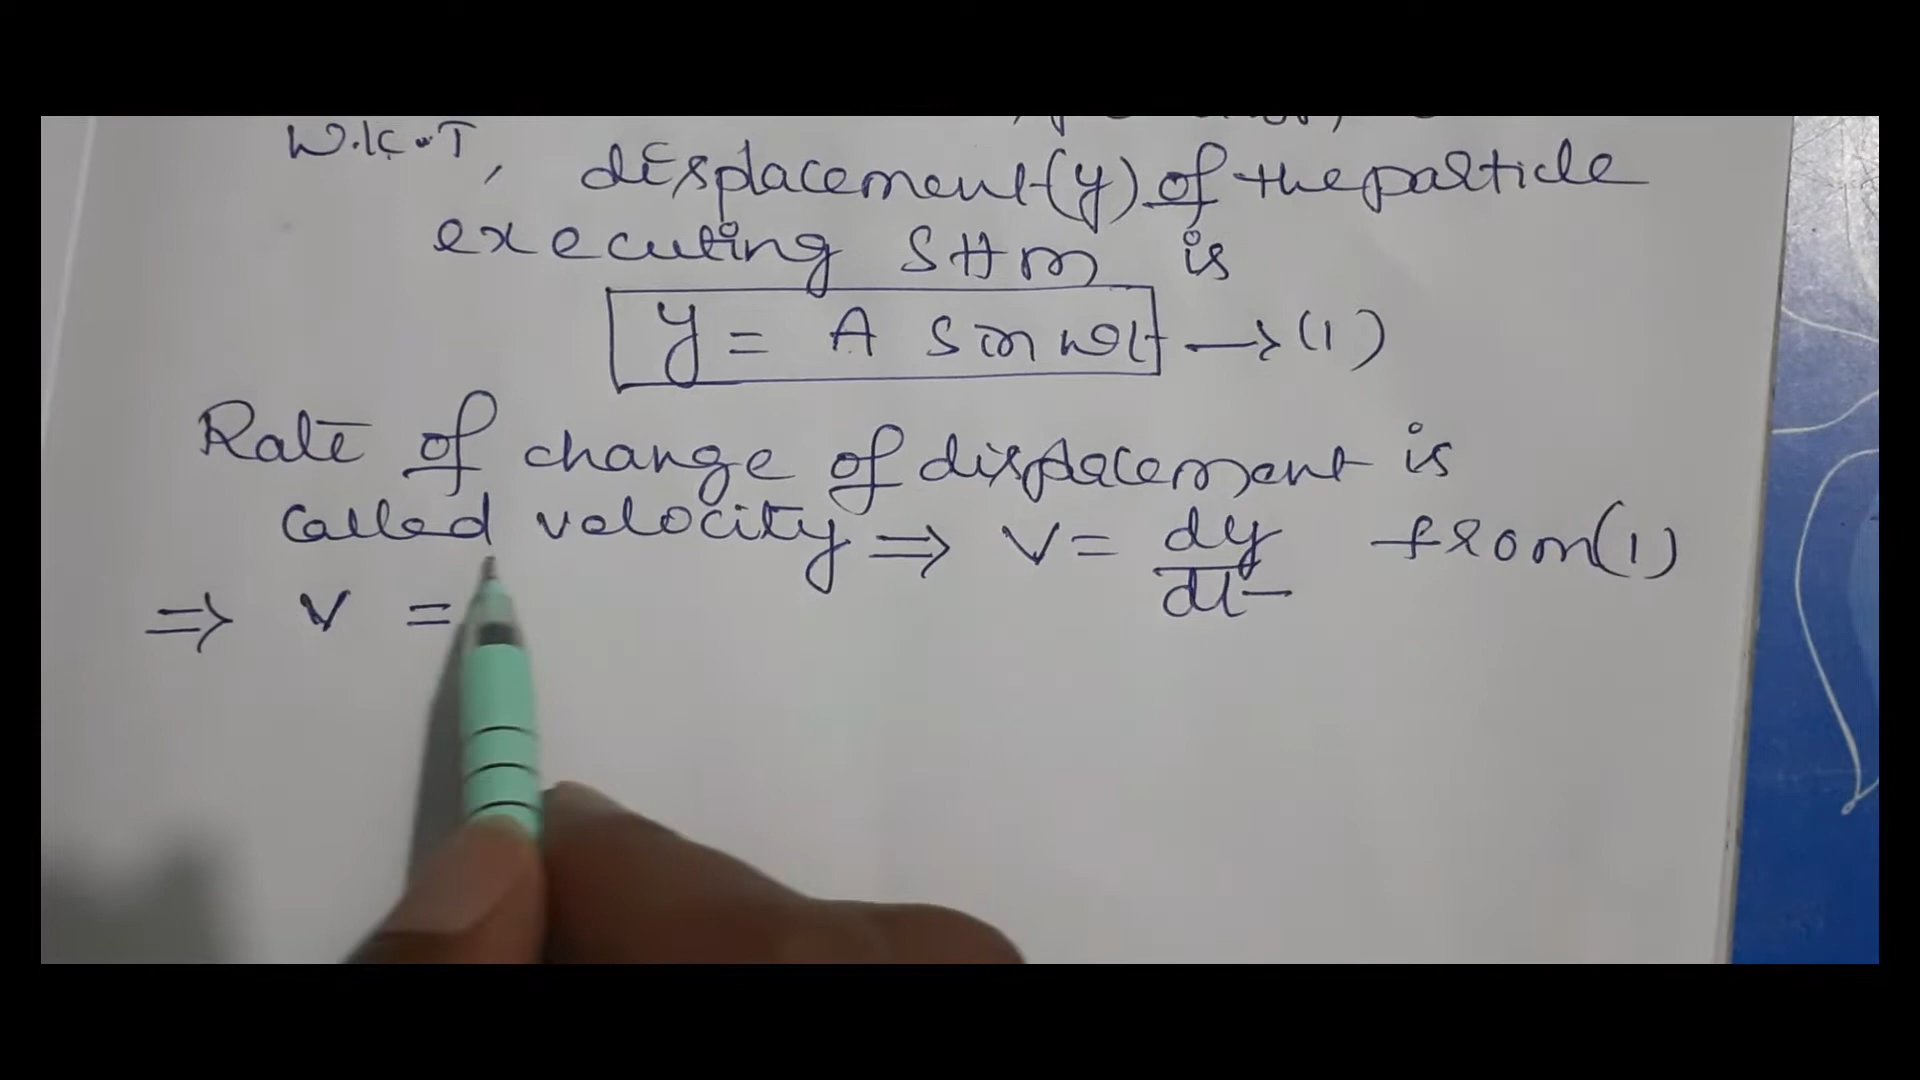 W.K.T, displacement(y) of the particle
executing SHM is
y = A sin ωt → (1)
Rate of change of displacement is
called velocity ⇒ v = dy/dt from (1)
⇒ v =